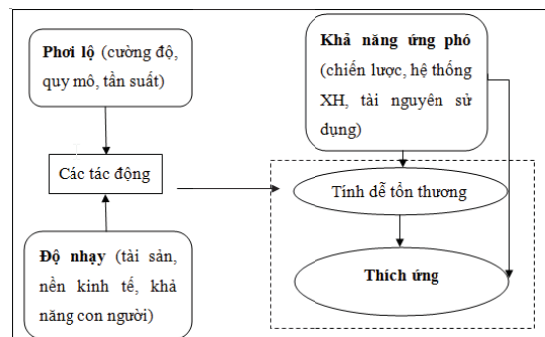 Phơi lộ (cường độ,
quy mô, tần suất)
Khả năng ứng phó
(chiến lược, hệ thống
XH, tài nguyên sử
dụng)
Các tác động
Tính dễ tổn thương
Độ nhạy (tài sản,
nền kinh tế, khả
năng con người)
Thích ứng